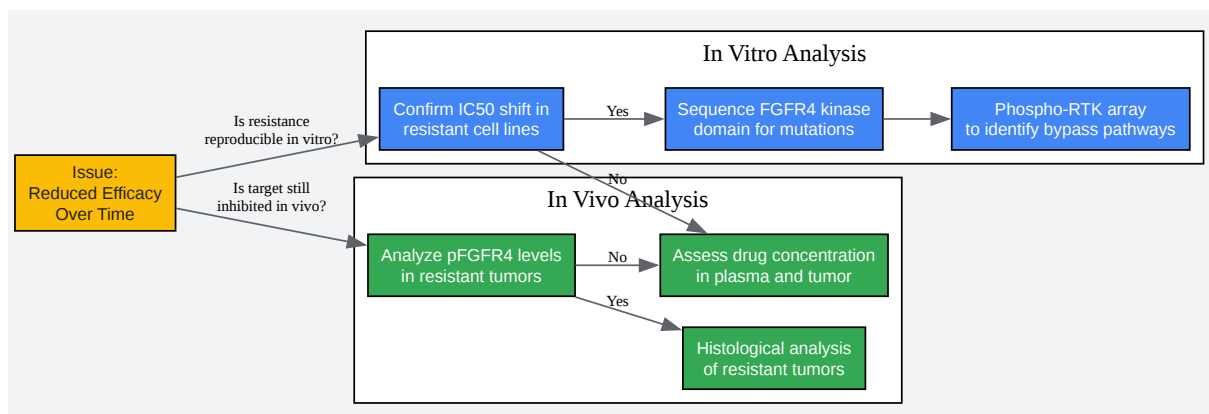 In Vitro Analysis
Confirm IC50 shift in
resistant cell lines
Yes
Sequence FGFR4 kinase
domain for mutations
Phospho-RTK array
to identify bypass pathways
Is resistance
reproducible in vitro?
Issue:
Reduced Efficacy
Over Time
Is target still
inhibited in vivo?
No
In Vivo Analysis
Analyze pFGFR4 levels
in resistant tumors
No
Assess drug concentration
in plasma and tumor
Yes
Histological analysis
of resistant tumors